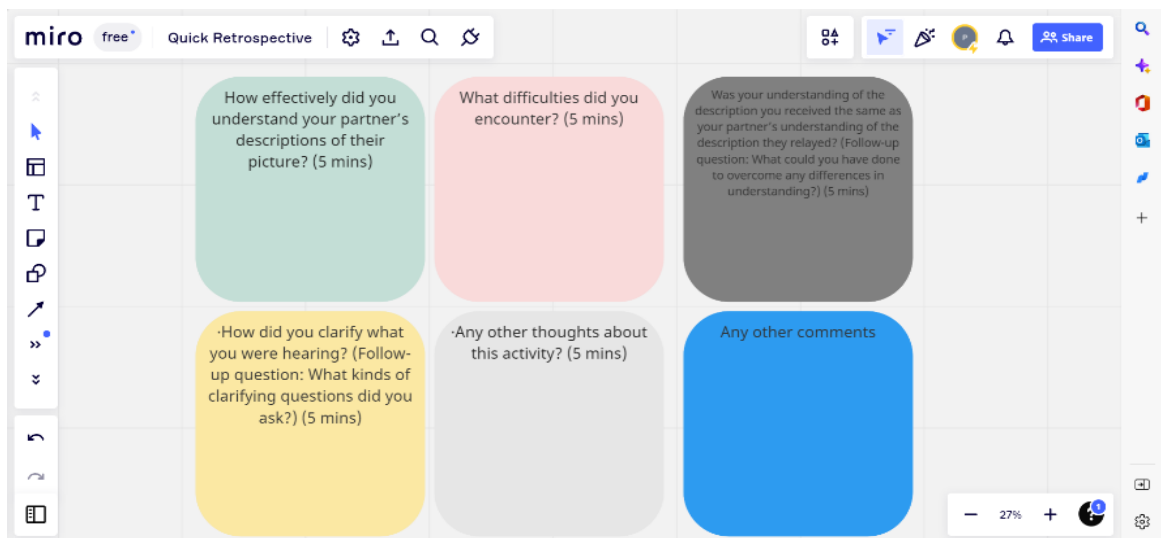 miro free Quick Retrospective Share
How effectively did you
understand your partner's
descriptions of their
picture? (5 mins)
What difficulties did you
encounter? (5 mins)
Was your understanding of the
description you received the same as
your partner's understanding of the
description they relayed? (Follow-up
question: What could you have done
to overcome any differences in
understanding?) (5 mins)
·How did you clarify what
you were hearing? (Follow-
up question: What kinds of
clarifying questions did you
ask?) (5 mins)
·Any other thoughts about
this activity? (5 mins)
Any other comments
27%
1